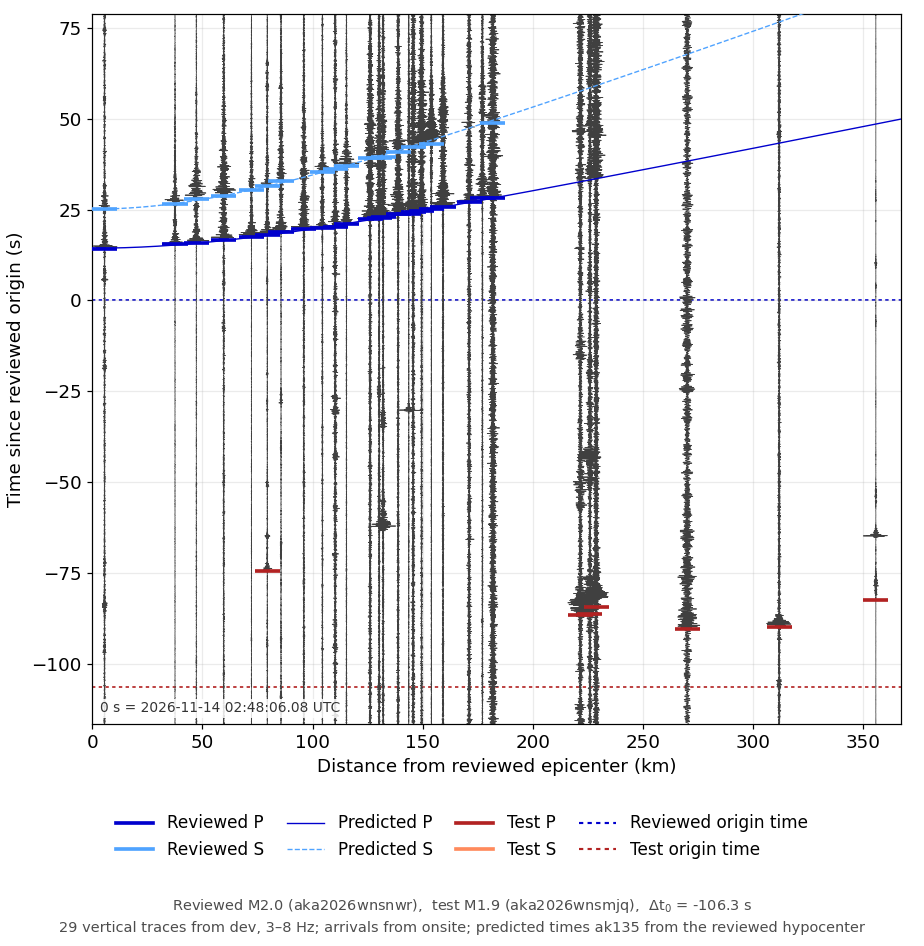 75
50
25
0
−25
−50
−75
−100
Time since reviewed origin (s)
0 s = 2026-11-14 02:48:06.08 UTC
0 50 100 150 200 250 300 350
Distance from reviewed epicenter (km)
Reviewed P Predicted P Test P Reviewed origin time
Reviewed S Predicted S Test S Test origin time
Reviewed M2.0 (aka2026wnsnwr), test M1.9 (aka2026wnsmjq), Δt₀ = -106.3 s
29 vertical traces from dev, 3–8 Hz; arrivals from onsite; predicted times ak135 from the reviewed hypocenter